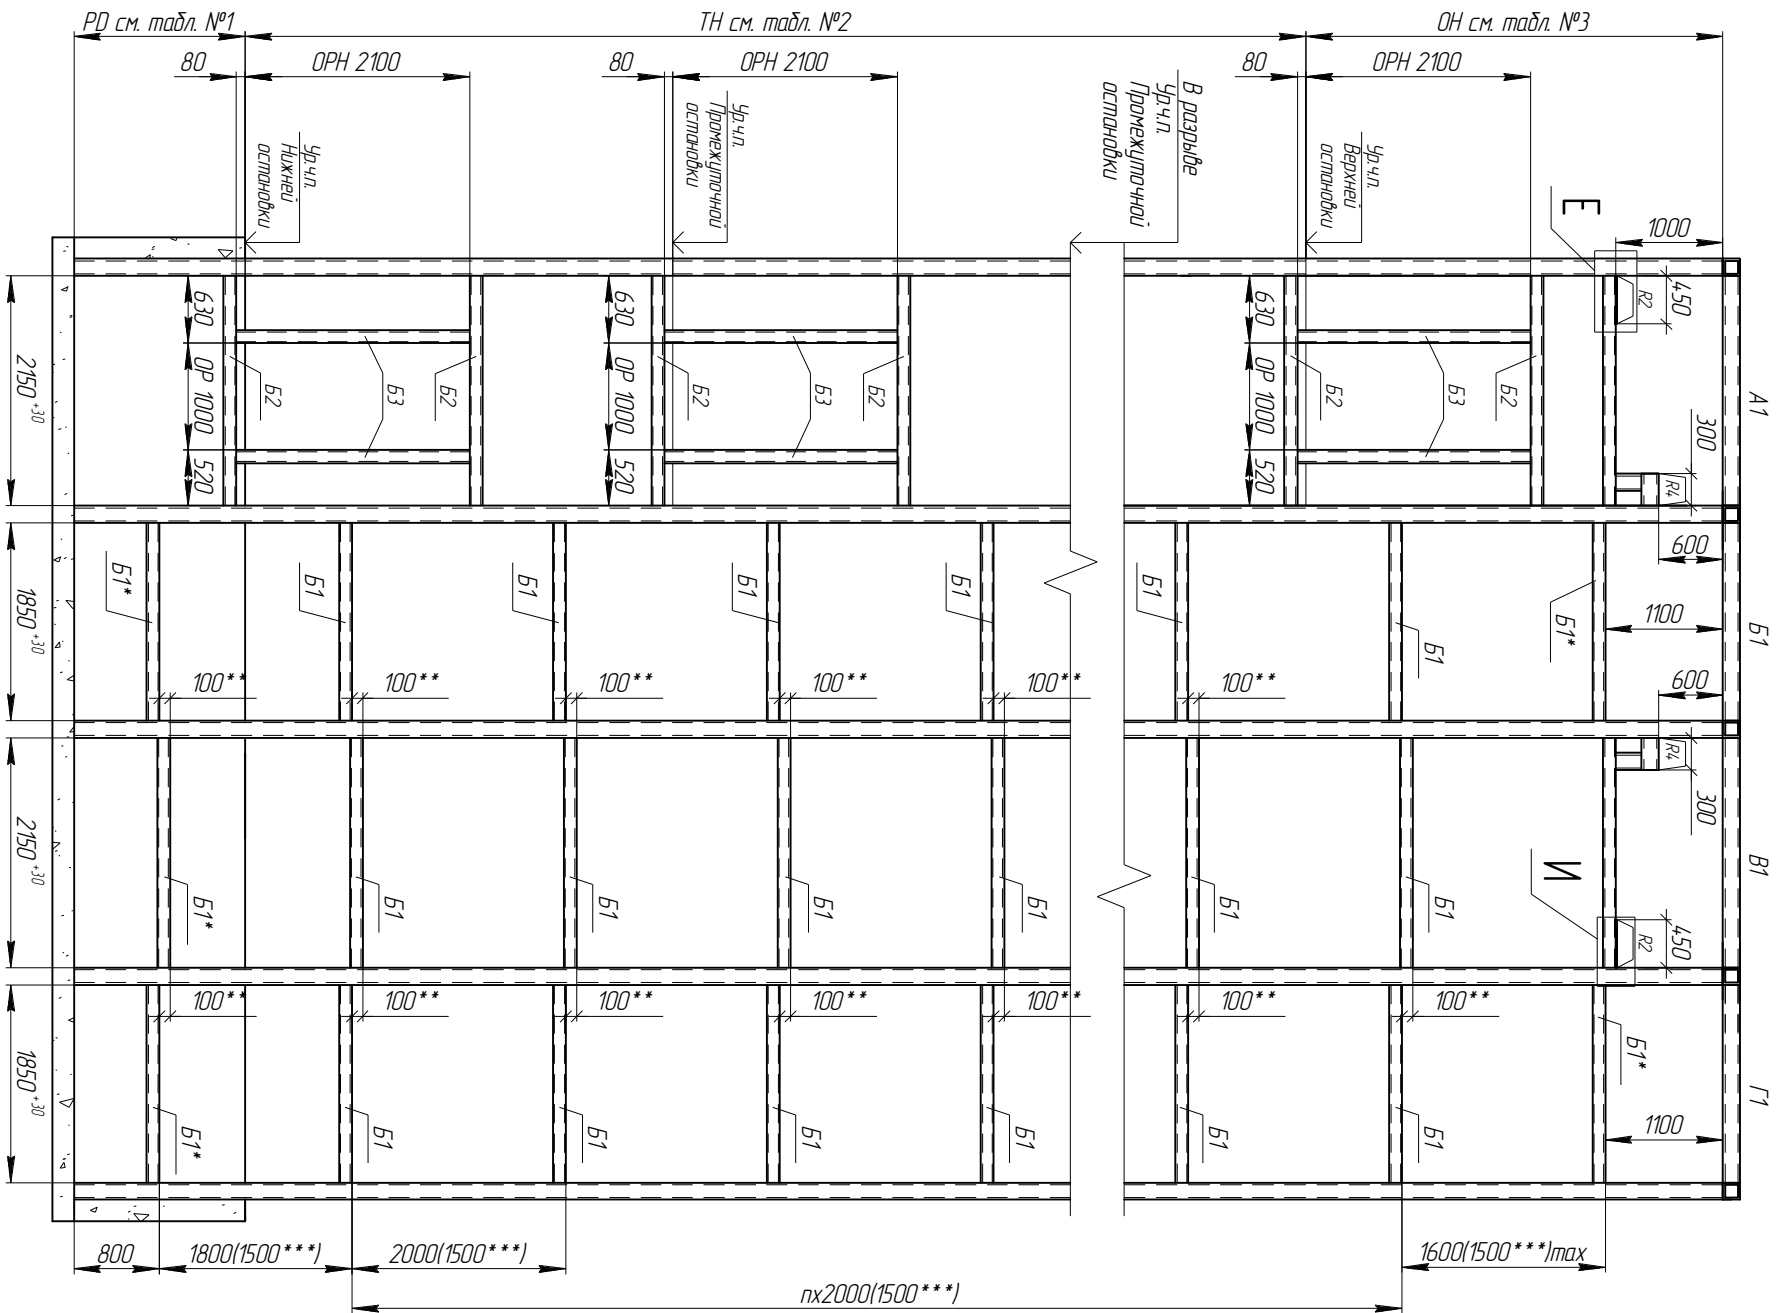 PD см. табл. №1
ТН см. табл. №2
ОН см. табл. №3
80
ОРН 2100
80
ОРН 2100
80
ОРН 2100
Ур.ч.п.
Нижней
остановки
Ур.ч.п.
Промежуточной
остановки
В разрыве
Ур.ч.п.
Промежуточной
остановки
Ур.ч.п.
Верхней
остановки
Е
1000
R2
450
630
ОР 1000
520
Б2
Б3
Б2
630
ОР 1000
520
Б2
Б3
Б2
630
ОР 1000
520
Б2
Б3
Б2
300
R4
600
2150 +30
А1
Б1*
Б1
Б1
Б1
Б1
Б1
Б1
Б1*
1100
600
1850 +30
Б1
100**
100**
100**
100**
100**
100**
R4
300
И
2150 +30
В1
Б1*
Б1
Б1
Б1
Б1
Б1
Б1
R2
450
100**
100**
100**
100**
100**
100**
100**
Б1*
1850 +30
Г1
Б1*
Б1
Б1
Б1
Б1
Б1
Б1
1100
800
1800(1500***)
2000(1500***)
1600(1500***)max
nx2000(1500***)